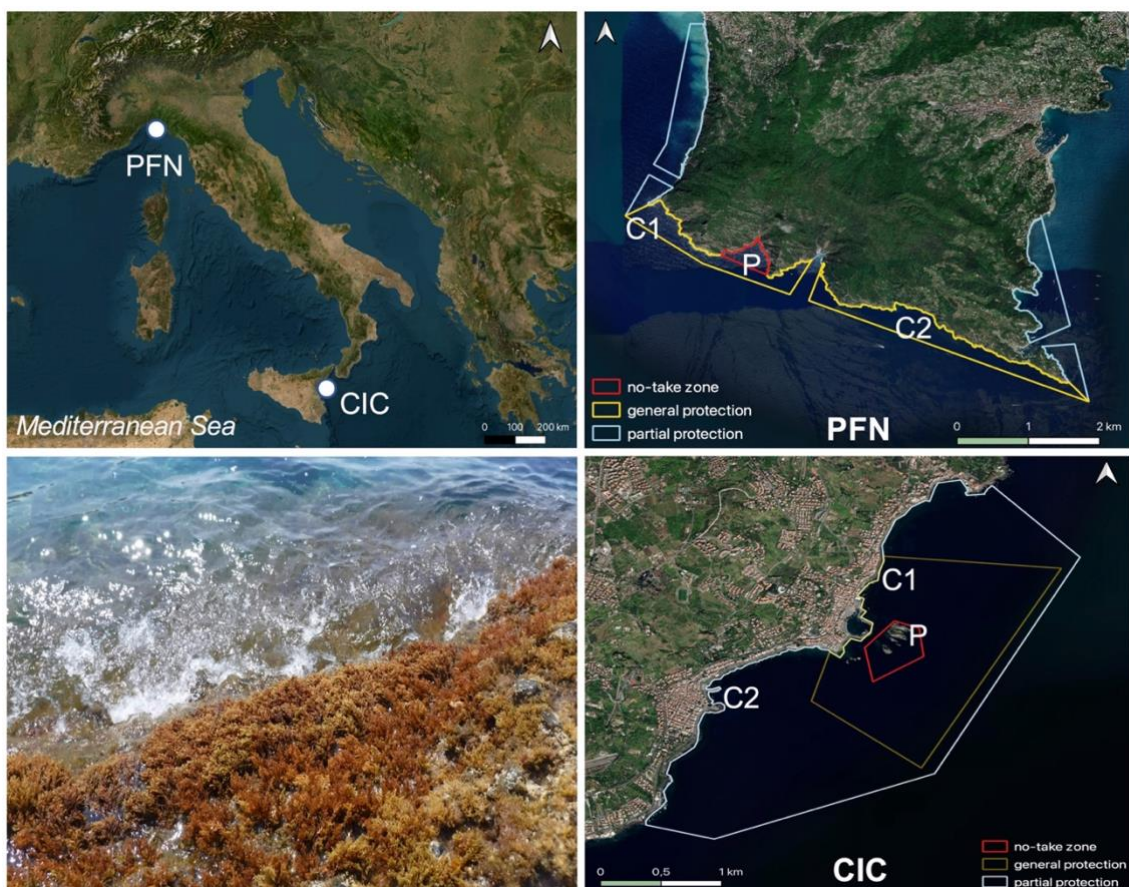 PFN
CIC
Mediterranean Sea
0 100 200 km
C1
P
C2
no-take zone
general protection
partial protection
PFN
0 1 2 km
C1
P
C2
no-take zone
general protection
partial protection
CIC
0 0,5 1 km